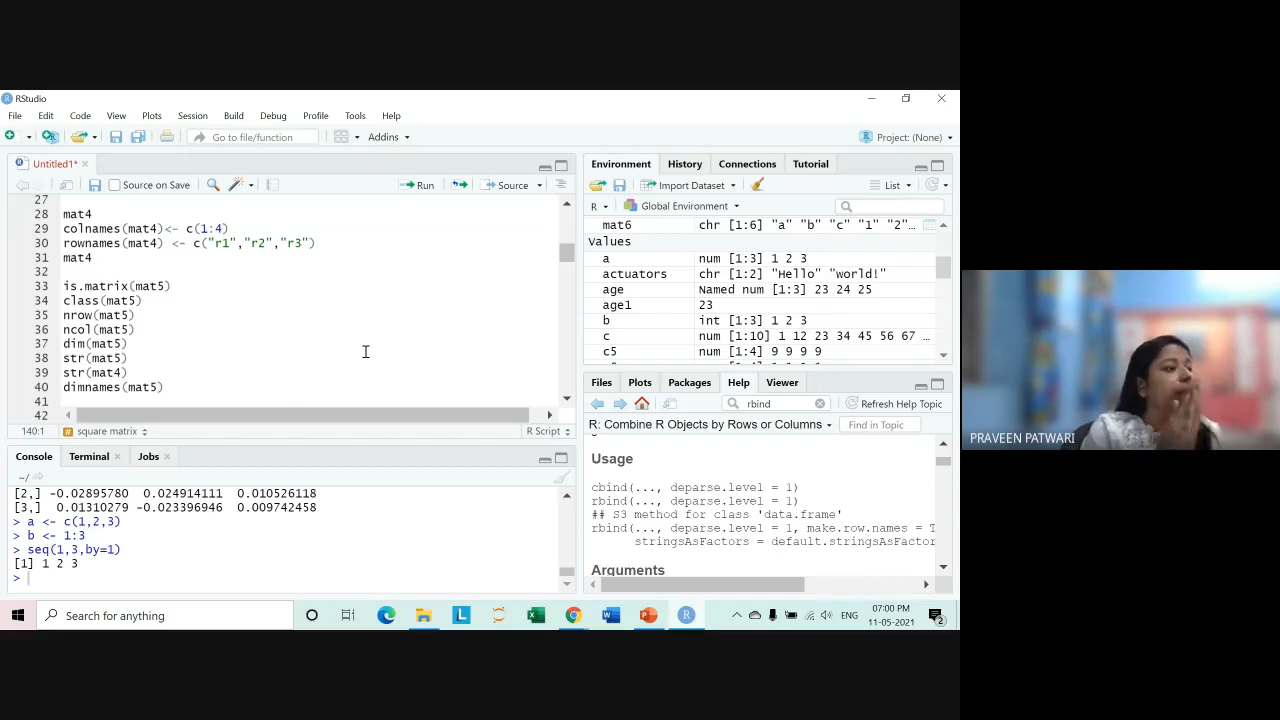 RStudio
File Edit Code View Plots Session Build Debug Profile Tools Help
Go to file/function
Addins
Project: (None)
Untitled1*
Source on Save
Run
Source
27
28 mat4
29 colnames(mat4)<- c(1:4)
30 rownames(mat4) <- c("r1","r2","r3")
31 mat4
32
33 is.matrix(mat5)
34 class(mat5)
35 nrow(mat5)
36 ncol(mat5)
37 dim(mat5)
38 str(mat5)
39 str(mat4)
40 dimnames(mat5)
41
42
140:1 square matrix R Script
Console Terminal Jobs
~/
[2,] -0.02895780 0.024914111 0.010526118
[3,] 0.01310279 -0.023396946 0.009742458
> a <- c(1,2,3)
> b <- 1:3
> seq(1,3,by=1)
[1] 1 2 3
>
Environment History Connections Tutorial
Import Dataset
List
R Global Environment
mat6 chr [1:6] "a" "b" "c" "1" "2"…
Values
a num [1:3] 1 2 3
actuators chr [1:2] "Hello" "world!"
age Named num [1:3] 23 24 25
age1 23
b int [1:3] 1 2 3
c num [1:10] 1 12 23 34 45 56 67 …
c5 num [1:4] 9 9 9 9
Files Plots Packages Help Viewer
rbind
Refresh Help Topic
R: Combine R Objects by Rows or Columns
Find in Topic
Usage
cbind(..., deparse.level = 1)
rbind(..., deparse.level = 1)
## S3 method for class 'data.frame'
rbind(..., deparse.level = 1, make.row.names = T
stringsAsFactors = default.stringsAsFactor
Arguments
PRAVEEN PATWARI
Search for anything
ENG
07:00 PM
11-05-2021
2